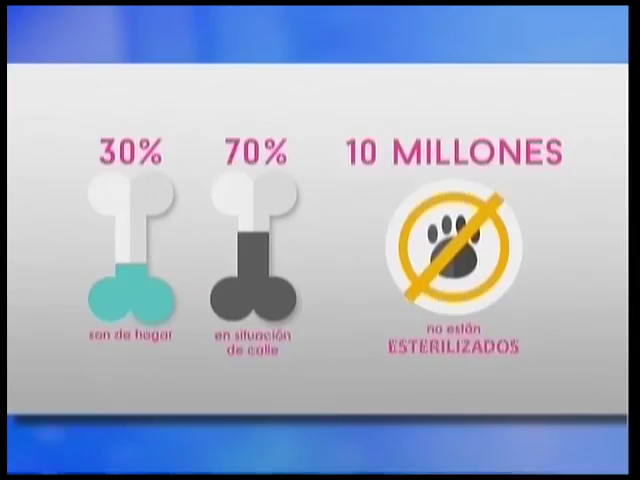 30%
70%
10 MILLONES
son de hogar
en situación
de calle
no están
ESTERILIZADOS